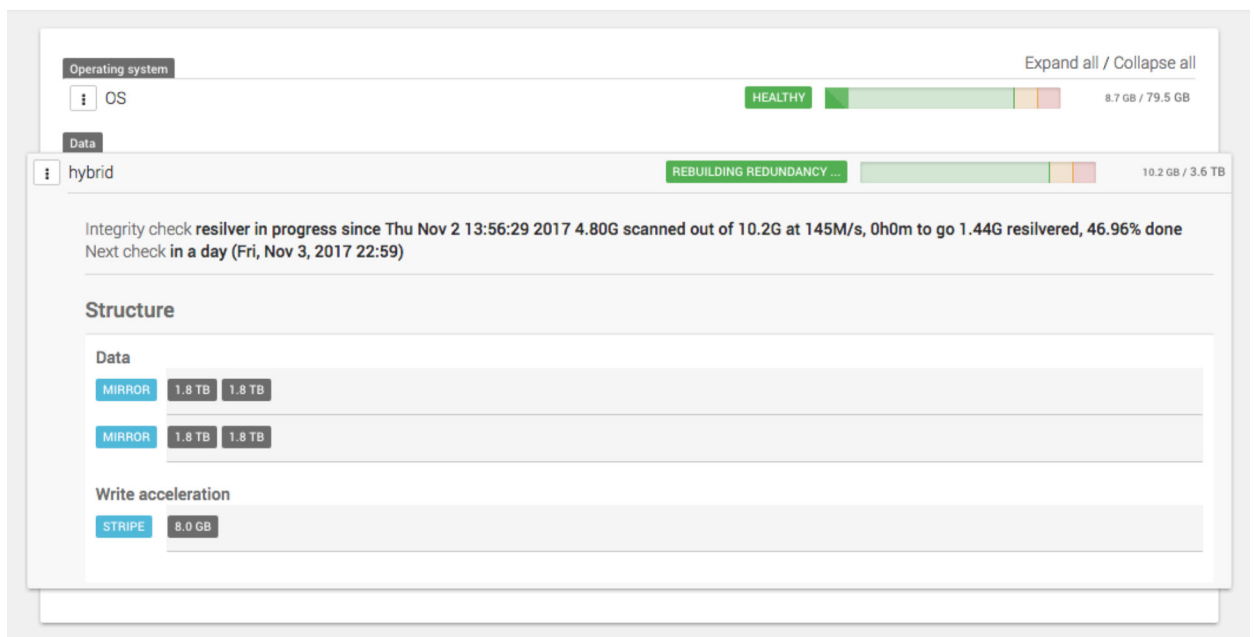 Expand all / Collapse all
Operating system
OS HEALTHY 8.7 GB / 79.5 GB
Data
hybrid REBUILDING REDUNDANCY ... 10.2 GB / 3.6 TB
Integrity check resilver in progress since Thu Nov 2 13:56:29 2017 4.80G scanned out of 10.2G at 145M/s, 0h0m to go 1.44G resilvered, 46.96% done
Next check in a day (Fri, Nov 3, 2017 22:59)
Structure
Data
MIRROR 1.8 TB 1.8 TB
MIRROR 1.8 TB 1.8 TB
Write acceleration
STRIPE 8.0 GB